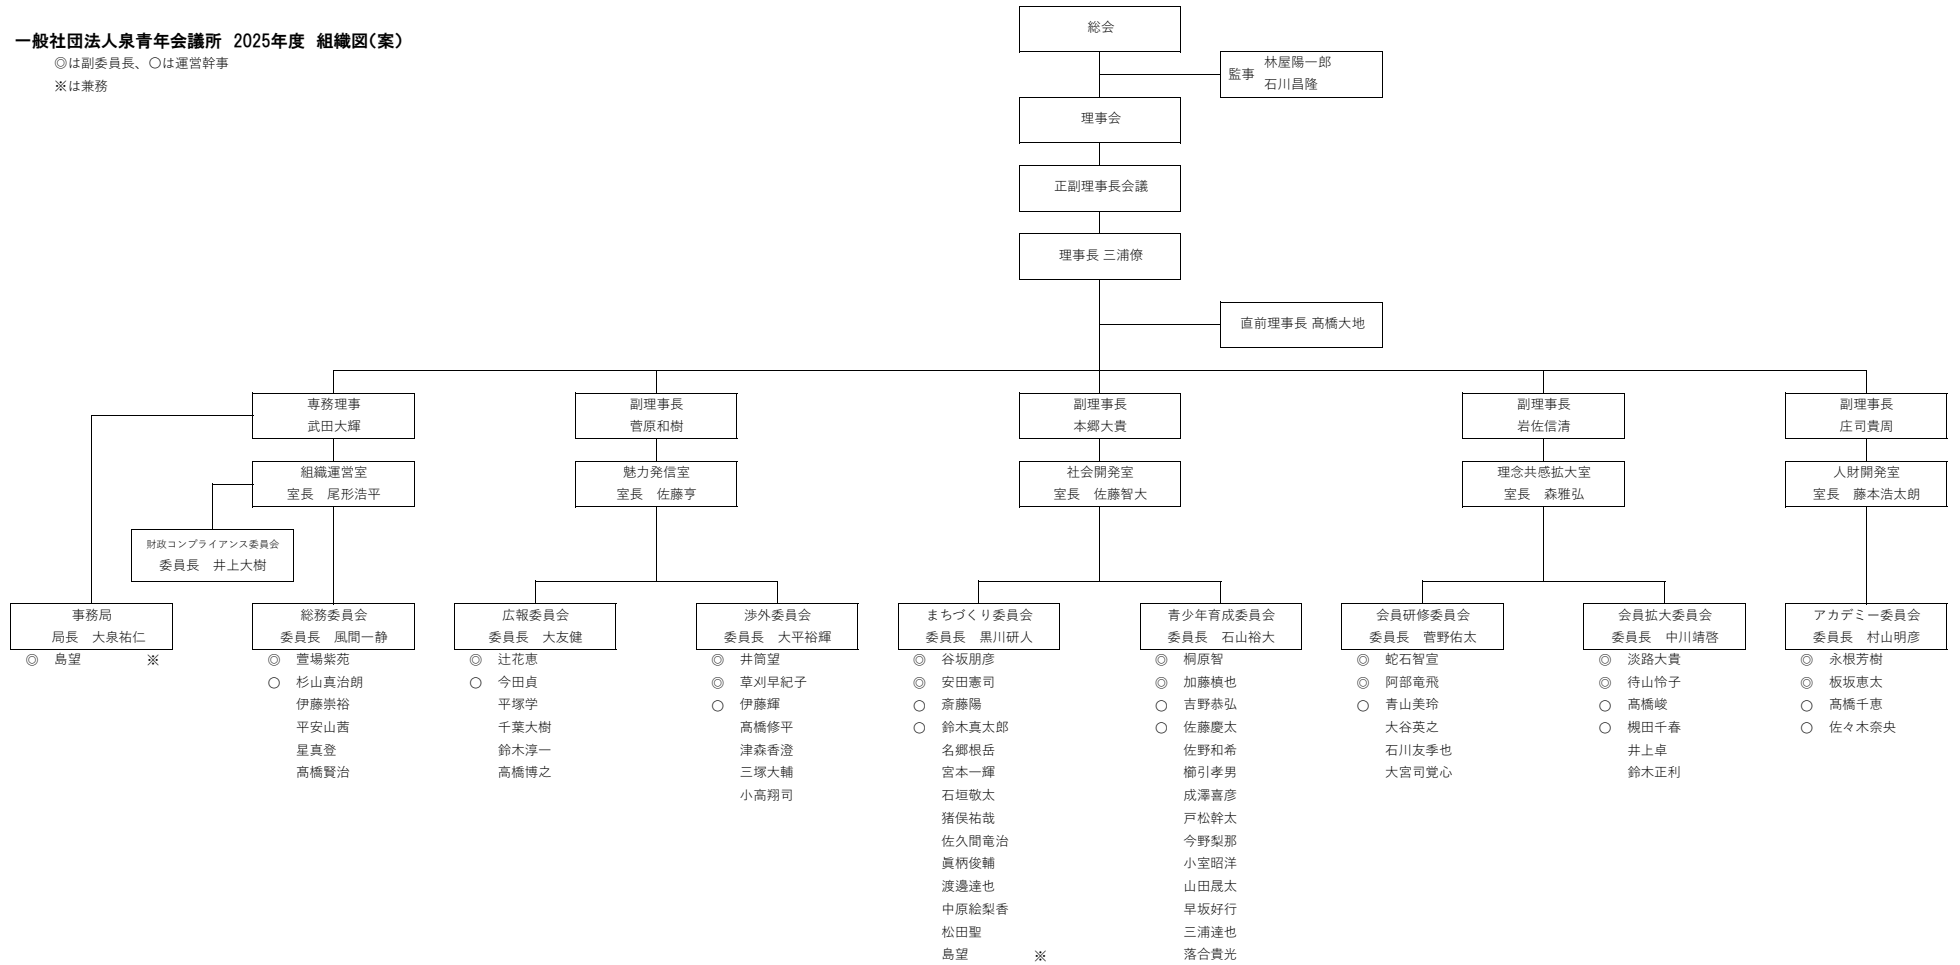 一般社団法人泉青年会議所 2025年度 組織図(案)
◎は副委員長、○は運営幹事
※は兼務
総会
監事
林屋陽一郎
石川昌隆
理事会
正副理事長会議
理事長 三浦僚
直前理事長 髙橋大地
専務理事
武田大輝
副理事長
菅原和樹
副理事長
本郷大貴
副理事長
岩佐信清
副理事長
庄司貴周
組織運営室
室長 尾形浩平
魅力発信室
室長 佐藤亨
社会開発室
室長 佐藤智大
理念共感拡大室
室長 森雅弘
人財開発室
室長 藤本浩太朗
財政コンプライアンス委員会
委員長 井上大樹
事務局
局長 大泉祐仁
◎ 島望 ※
総務委員会
委員長 風間一静
◎ 萱場紫苑
○ 杉山真治朗
伊藤崇裕
平安山茜
星真登
髙橋賢治
広報委員会
委員長 大友健
◎ 辻花恵
○ 今田貞
平塚学
千葉大樹
鈴木淳一
高橋博之
渉外委員会
委員長 大平裕輝
◎ 井筒望
◎ 草刈早紀子
○ 伊藤輝
髙橋修平
津森香澄
三塚大輔
小高翔司
まちづくり委員会
委員長 黒川研人
◎ 谷坂朋彦
◎ 安田憲司
○ 斎藤陽
○ 鈴木真太郎
名郷根岳
宮本一輝
石垣敬太
猪俣祐哉
佐久間竜治
眞柄俊輔
渡邊達也
中原絵梨香
松田聖
島望 ※
青少年育成委員会
委員長 石山裕大
◎ 桐原智
◎ 加藤槙也
○ 吉野恭弘
○ 佐藤慶太
佐野和希
櫛引孝男
成澤喜彦
戸松幹太
今野梨那
小室昭洋
山田晟太
早坂好行
三浦達也
落合貴光
会員研修委員会
委員長 菅野佑太
◎ 蛇石智宣
◎ 阿部竜飛
○ 青山美玲
大谷英之
石川友季也
大宮司覚心
会員拡大委員会
委員長 中川靖啓
◎ 淡路大貴
◎ 待山怜子
○ 髙橋峻
○ 槻田千春
井上卓
鈴木正利
アカデミー委員会
委員長 村山明彦
◎ 永根芳樹
◎ 板坂恵太
○ 髙橋千恵
○ 佐々木奈央